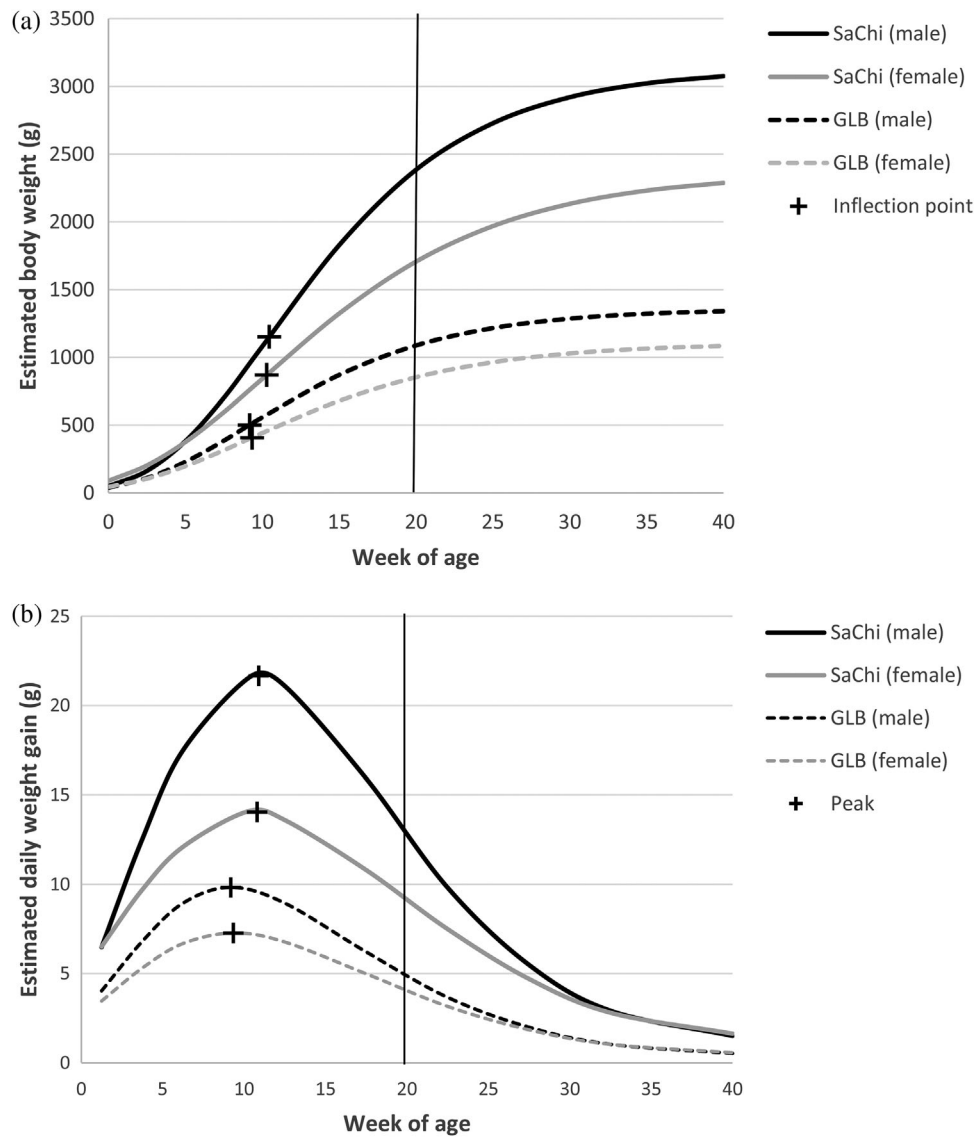 (a)
3500
3000
2500
2000
1500
1000
500
0
Estimated body weight (g)
0 5 10 15 20 25 30 35 40
Week of age
SaChi (male)
SaChi (female)
GLB (male)
GLB (female)
Inflection point
(b)
25
20
15
10
5
0
Estimated daily weight gain (g)
0 5 10 15 20 25 30 35 40
Week of age
SaChi (male)
SaChi (female)
GLB (male)
GLB (female)
Peak